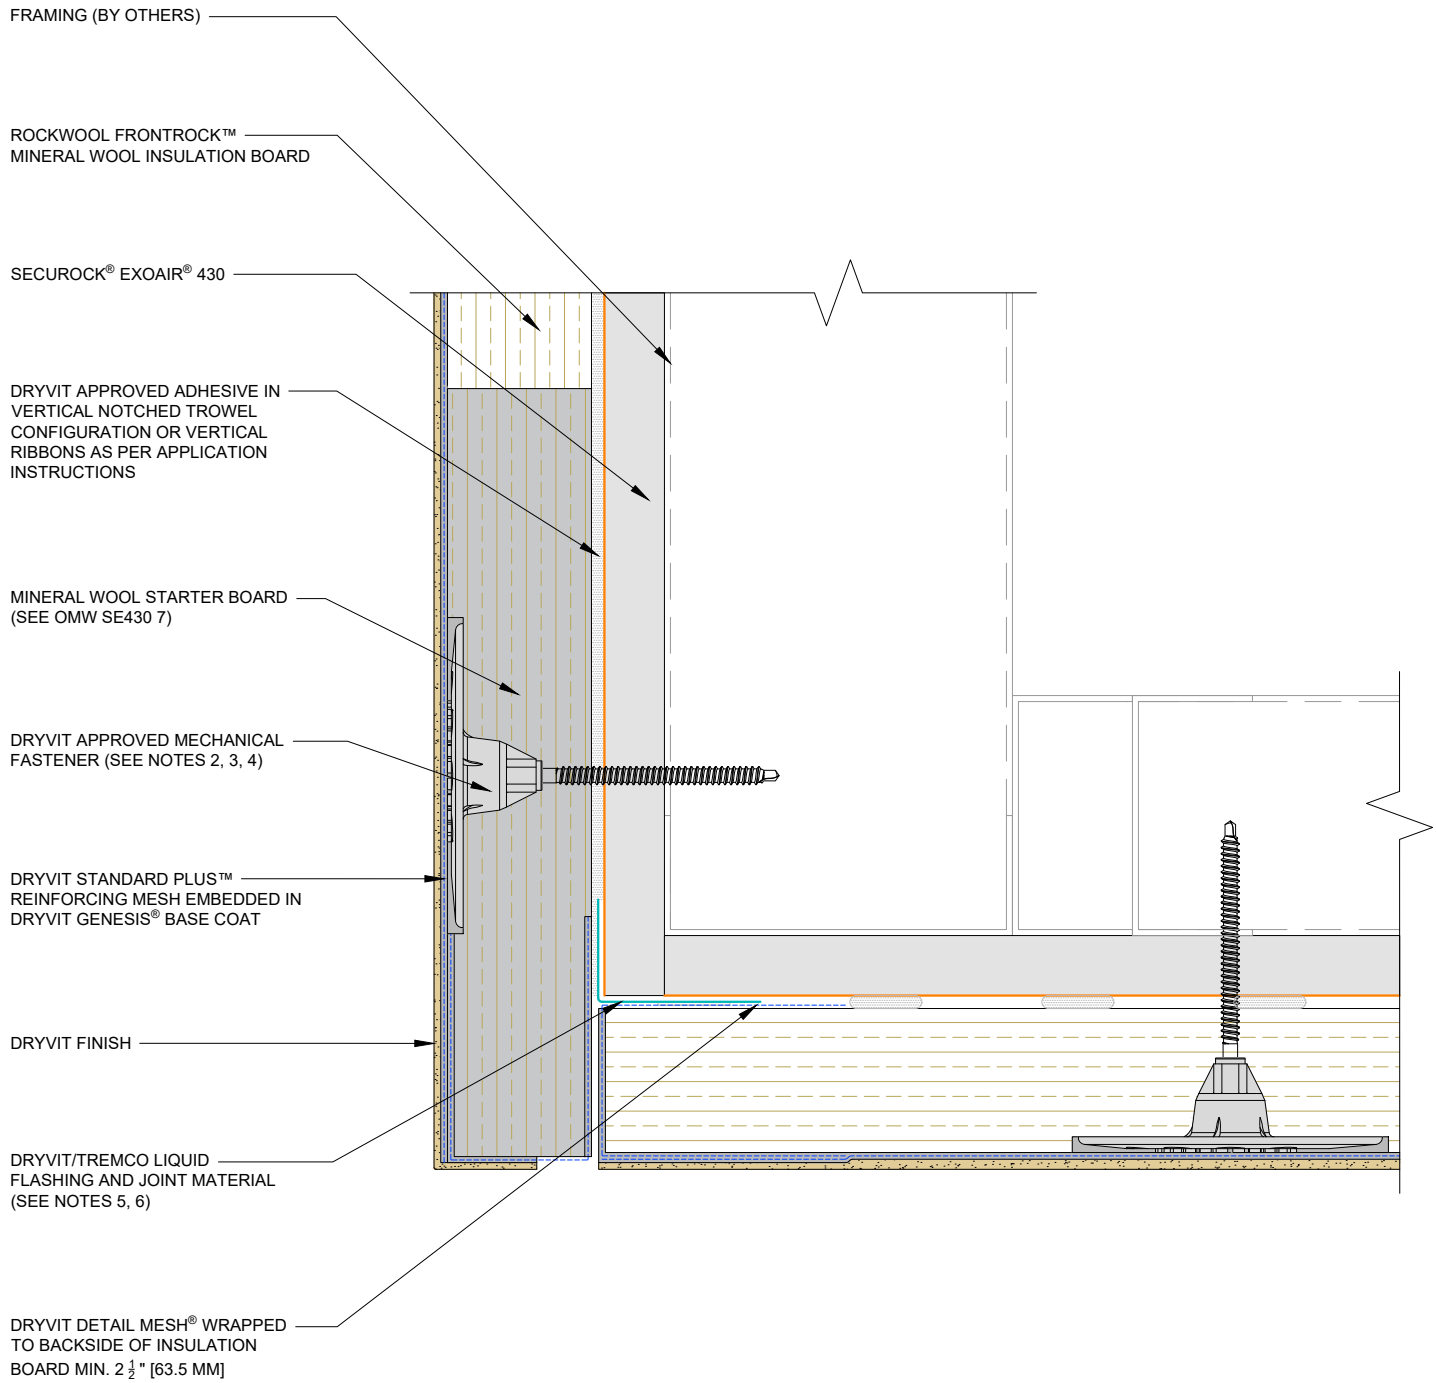 FRAMING (BY OTHERS)
ROCKWOOL FRONTROCK™
MINERAL WOOL INSULATION BOARD
SECUROCK® EXOAIR® 430
DRYVIT APPROVED ADHESIVE IN
VERTICAL NOTCHED TROWEL
CONFIGURATION OR VERTICAL
RIBBONS AS PER APPLICATION
INSTRUCTIONS
MINERAL WOOL STARTER BOARD
(SEE OMW SE430 7)
DRYVIT APPROVED MECHANICAL
FASTENER (SEE NOTES 2, 3, 4)
DRYVIT STANDARD PLUS™
REINFORCING MESH EMBEDDED IN
DRYVIT GENESIS® BASE COAT
DRYVIT FINISH
DRYVIT/TREMCO LIQUID
FLASHING AND JOINT MATERIAL
(SEE NOTES 5, 6)
DRYVIT DETAIL MESH® WRAPPED
TO BACKSIDE OF INSULATION
BOARD MIN. 2 ½ " [63.5 MM]